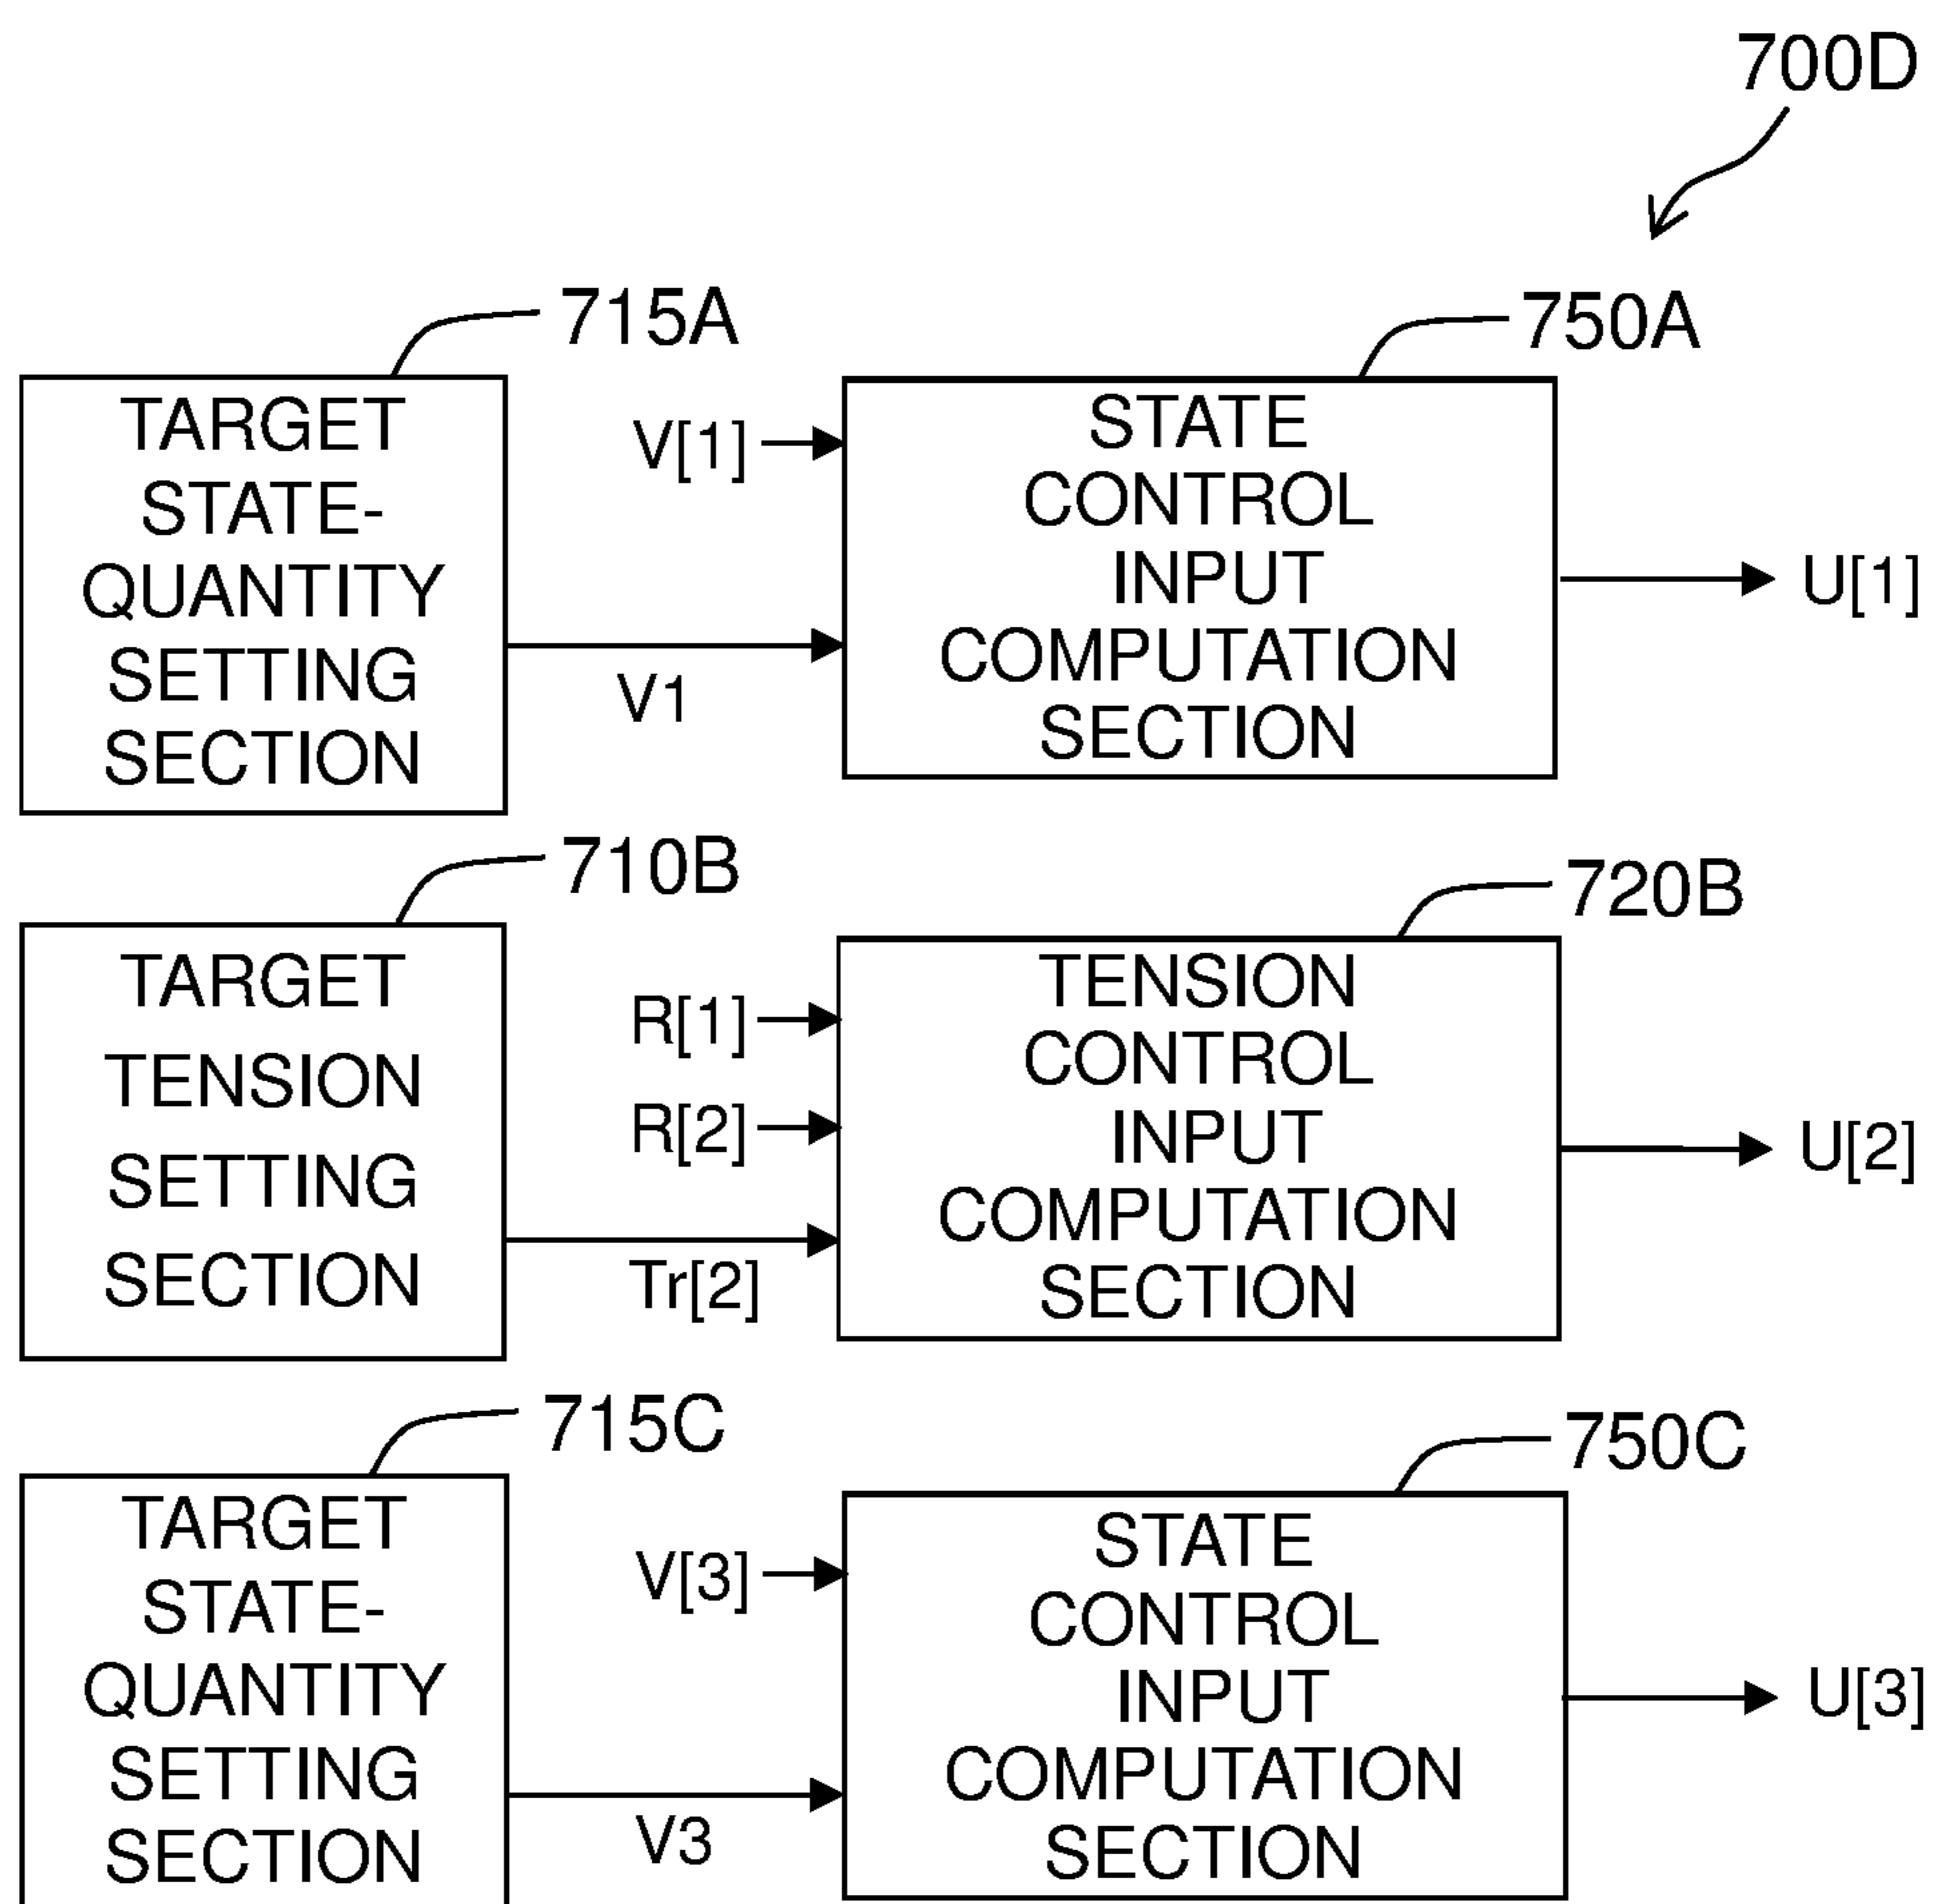 700D
715A
750A
TARGET
STATE-
QUANTITY
SETTING
SECTION
V[1]
V1
STATE
CONTROL
INPUT
COMPUTATION
SECTION
U[1]
710B
720B
TARGET
TENSION
SETTING
SECTION
R[1]
R[2]
Tr[2]
TENSION
CONTROL
INPUT
COMPUTATION
SECTION
U[2]
715C
750C
TARGET
STATE-
QUANTITY
SETTING
SECTION
V[3]
V3
STATE
CONTROL
INPUT
COMPUTATION
SECTION
U[3]